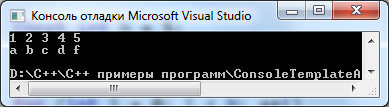 Консоль отладки Microsoft Visual Studio
1 2 3 4 5
a b c d f
D:\C++\C++ примеры программ\ConsoleTemplateA